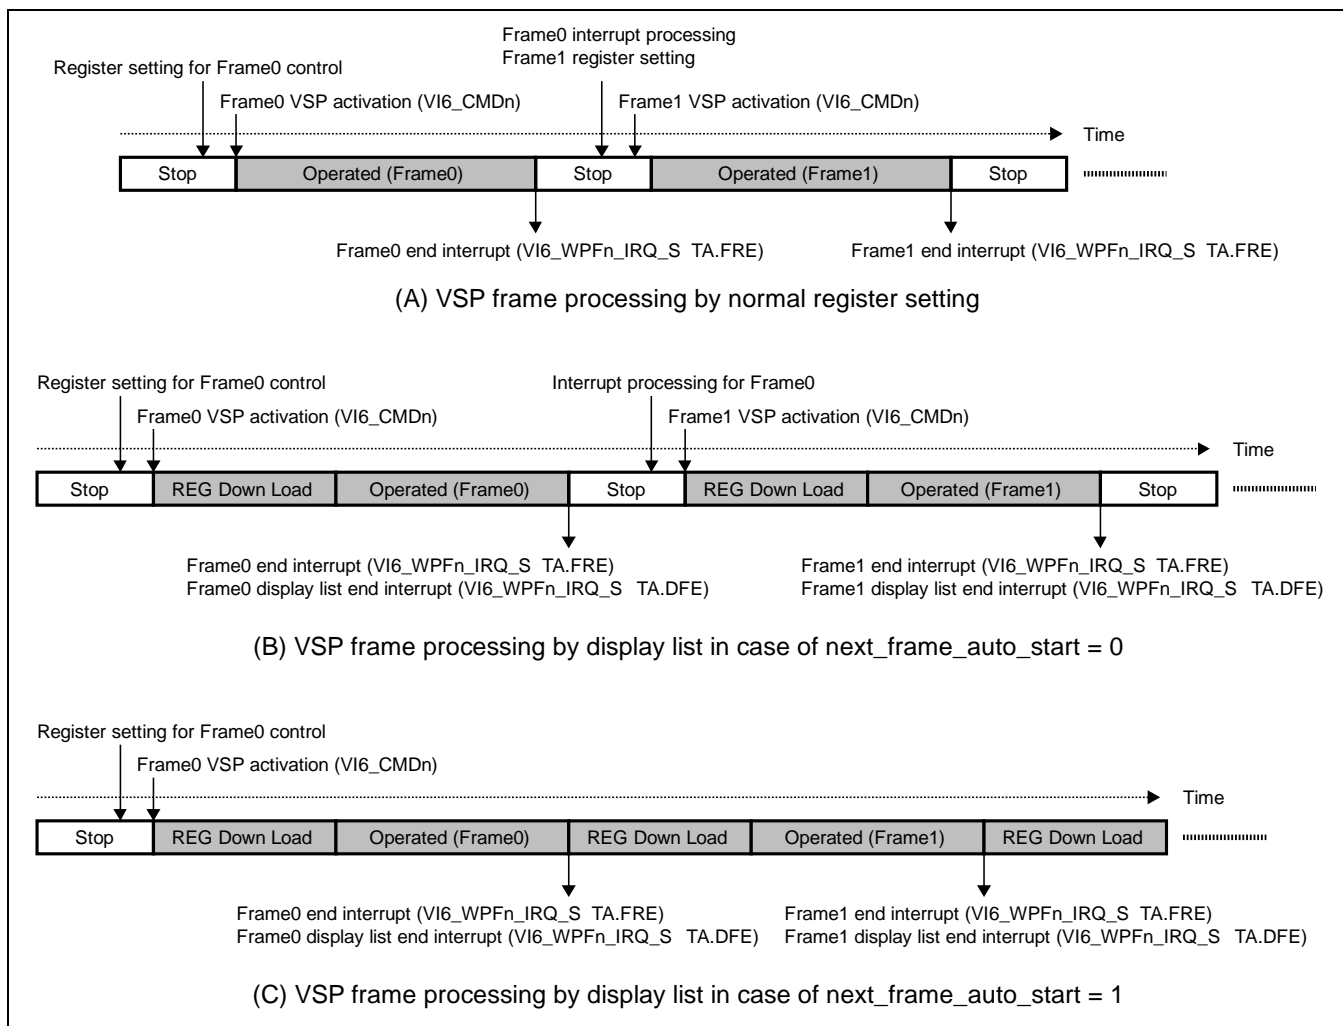 Frame0 interrupt processing
Frame1 register setting
Register setting for Frame0 control
Frame0 VSP activation (VI6_CMDn)
Frame1 VSP activation (VI6_CMDn)
Time
Stop
Operated (Frame0)
Stop
Operated (Frame1)
Stop
Frame0 end interrupt (VI6_WPFn_IRQ_S TA.FRE)
Frame1 end interrupt (VI6_WPFn_IRQ_S TA.FRE)
(A) VSP frame processing by normal register setting
Register setting for Frame0 control
Interrupt processing for Frame0
Frame0 VSP activation (VI6_CMDn)
Frame1 VSP activation (VI6_CMDn)
Time
Stop
REG Down Load
Operated (Frame0)
Stop
REG Down Load
Operated (Frame1)
Stop
Frame0 end interrupt (VI6_WPFn_IRQ_S TA.FRE)
Frame0 display list end interrupt (VI6_WPFn_IRQ_S TA.DFE)
Frame1 end interrupt (VI6_WPFn_IRQ_S TA.FRE)
Frame1 display list end interrupt (VI6_WPFn_IRQ_S TA.DFE)
(B) VSP frame processing by display list in case of next_frame_auto_start = 0
Register setting for Frame0 control
Frame0 VSP activation (VI6_CMDn)
Time
Stop
REG Down Load
Operated (Frame0)
REG Down Load
Operated (Frame1)
REG Down Load
Frame0 end interrupt (VI6_WPFn_IRQ_S TA.FRE)
Frame0 display list end interrupt (VI6_WPFn_IRQ_S TA.DFE)
Frame1 end interrupt (VI6_WPFn_IRQ_S TA.FRE)
Frame1 display list end interrupt (VI6_WPFn_IRQ_S TA.DFE)
(C) VSP frame processing by display list in case of next_frame_auto_start = 1